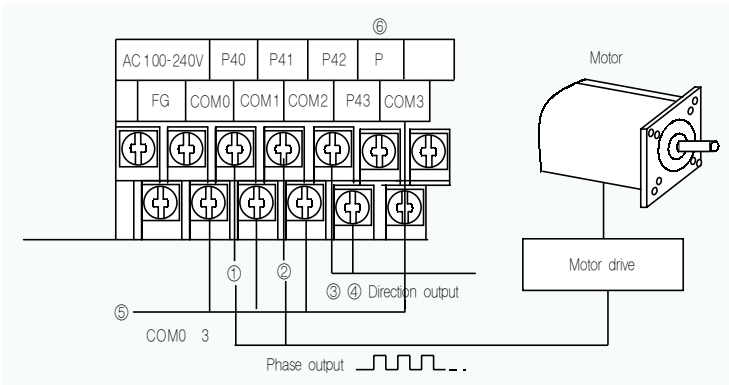 ⑥
AC100-240V P40 P41 P42 P
FG COM0 COM1 COM2 P43 COM3
Motor
① ②
③ ④ Direction output
Motor drive
⑤
COM0 3
Phase output